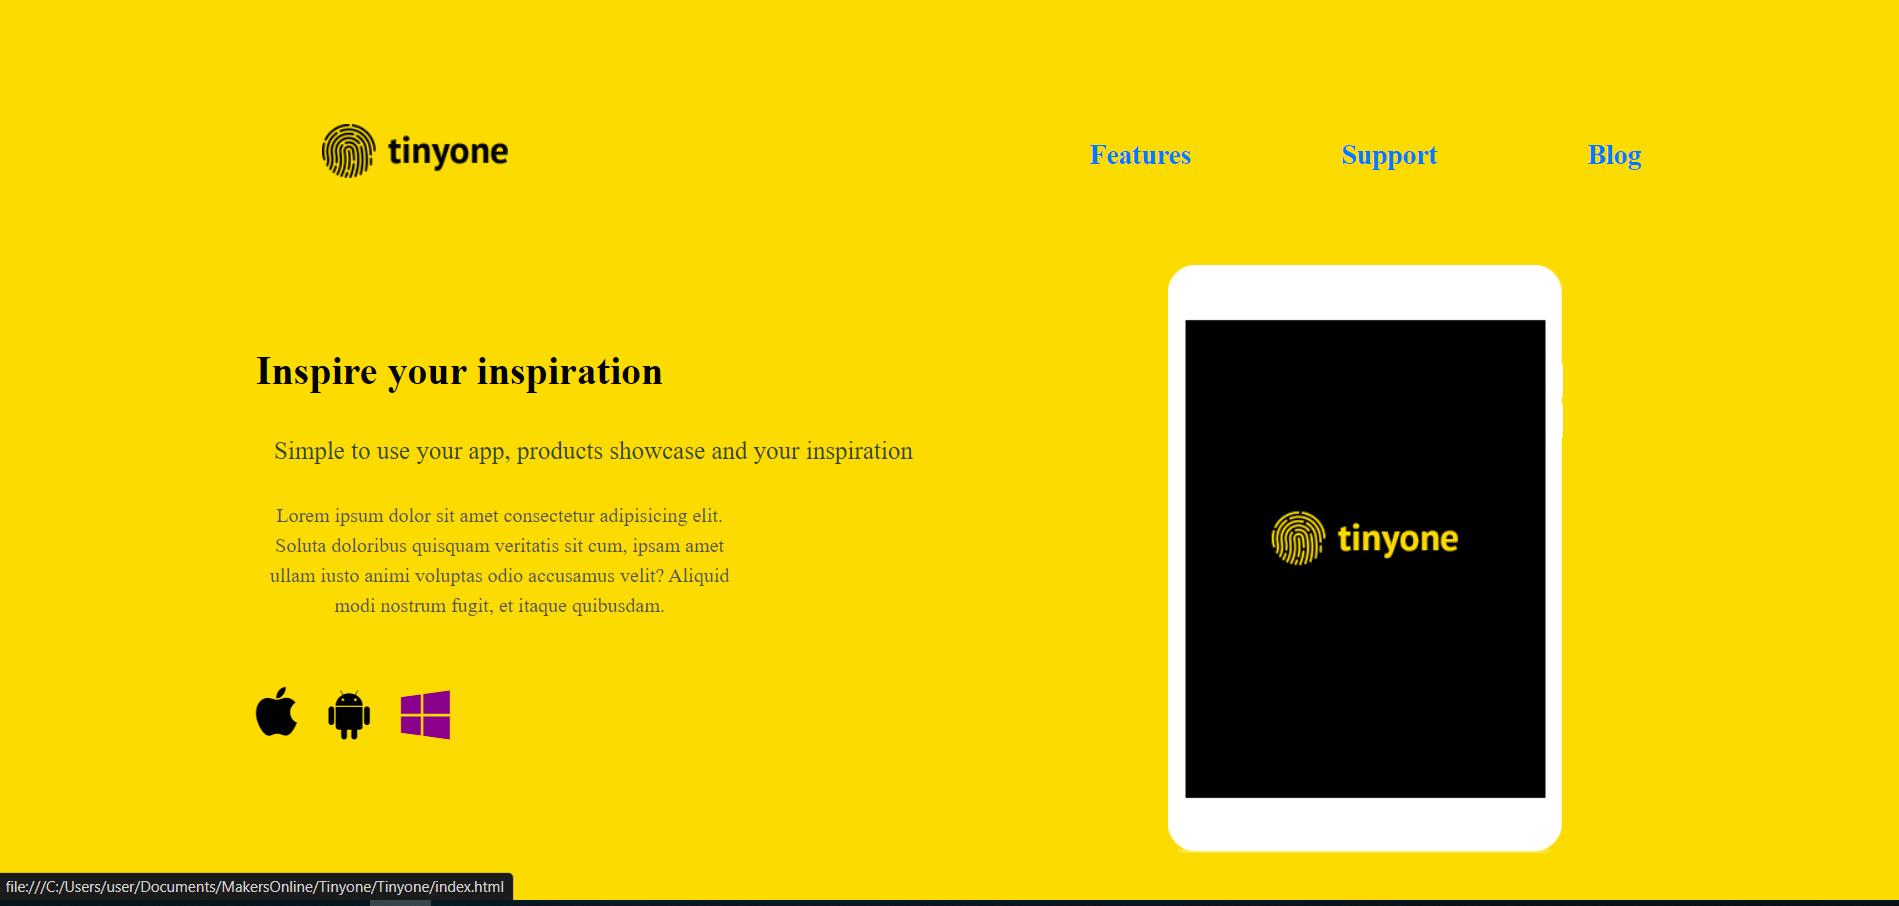 tinyone
Features
Support
Blog
Inspire your inspiration
Simple to use your app, products showcase and your inspiration
Lorem ipsum dolor sit amet consectetur adipisicing elit.
Soluta doloribus quisquam veritatis sit cum, ipsam amet
ullam iusto animi voluptas odio accusamus velit? Aliquid
modi nostrum fugit, et itaque quibusdam.
tinyone
file:///C:/Users/user/Documents/MakersOnline/Tinyone/Tinyone/index.html